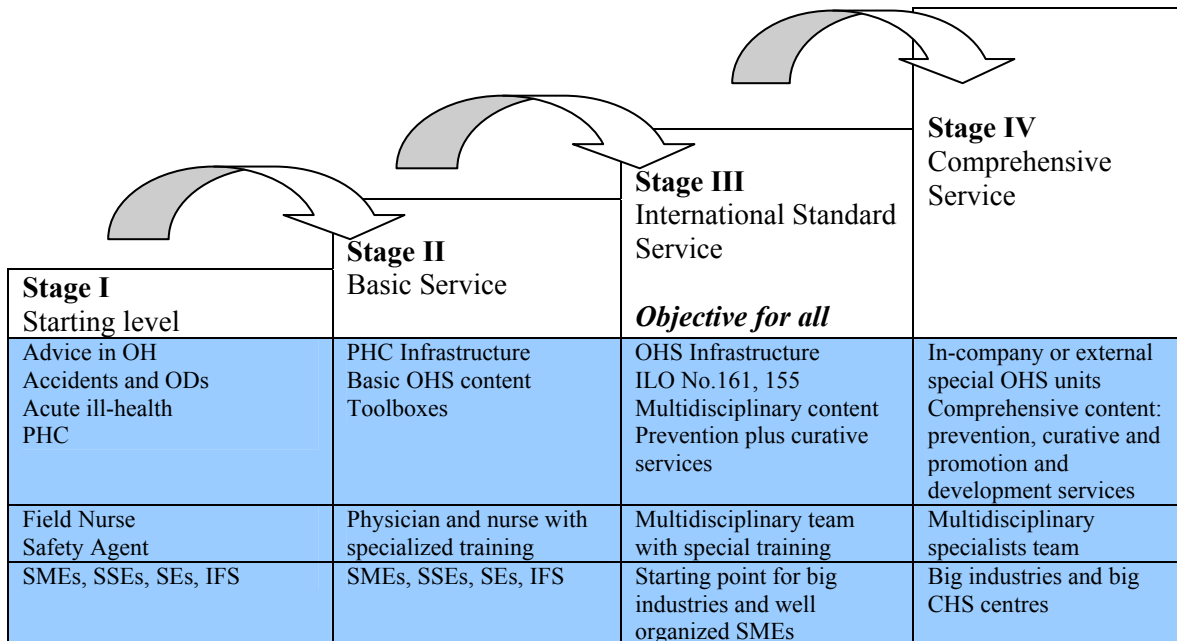 Stage I
Starting level
Stage II
Basic Service
Stage III
International Standard
Service
Objective for all
Stage IV
Comprehensive
Service
Advice in OH
Accidents and ODs
Acute ill-health
PHC
PHC Infrastructure
Basic OHS content
Toolboxes
OHS Infrastructure
ILO No.161, 155
Multidisciplinary content
Prevention plus curative
services
In-company or external
special OHS units
Comprehensive content:
prevention, curative and
promotion and
development services
Field Nurse
Safety Agent
Physician and nurse with
specialized training
Multidisciplinary team
with special training
Multidisciplinary
specialists team
SMEs, SSEs, SEs, IFS
SMEs, SSEs, SEs, IFS
Starting point for big
industries and well
organized SMEs
Big industries and big
CHS centres